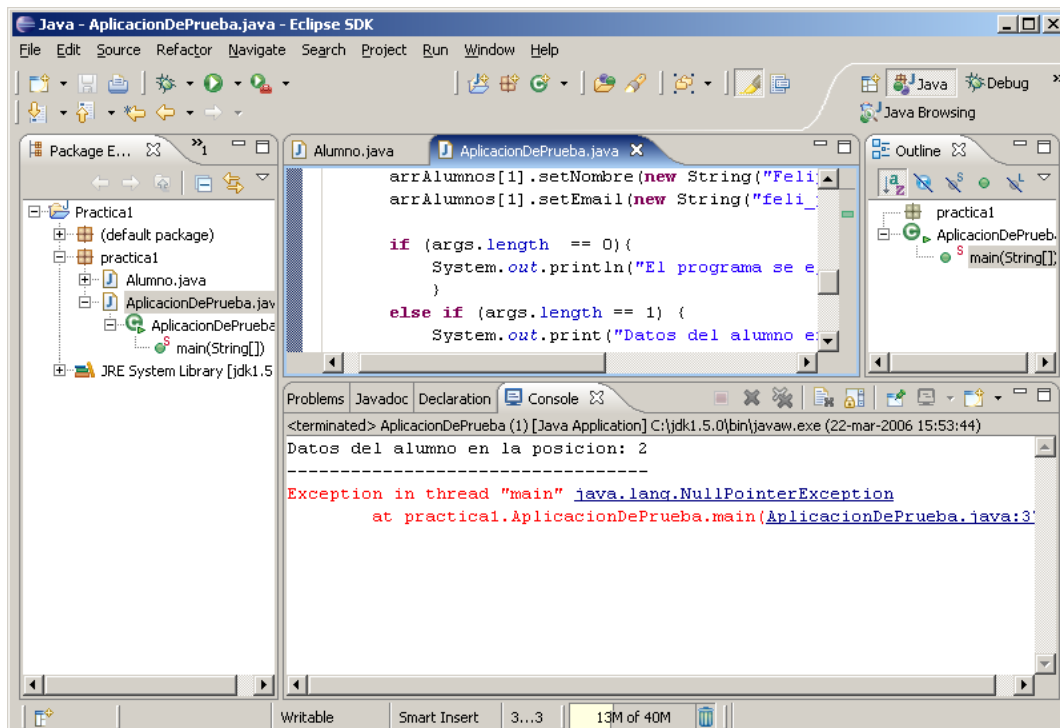 Java - AplicacionDePrueba.java - Eclipse SDK
File Edit Source Refactor Navigate Search Project Run Window Help
Java Debug »
Java Browsing
Package E... »1
Practica1
(default package)
practica1
Alumno.java
AplicacionDePrueba.jav
AplicacionDePrueba
main(String[])
JRE System Library [jdk1.5
Alumno.java AplicacionDePrueba.java
arrAlumnos[1].setNombre(new String("Feli
arrAlumnos[1].setEmail(new String("feli_
if (args.length == 0){
System.out.println("El programa se e
}
else if (args.length == 1) {
System.out.print("Datos del alumno e
Outline
practica1
AplicacionDePrueb
main(String[])
Problems Javadoc Declaration Console
<terminated> AplicacionDePrueba (1) [Java Application] C:\jdk1.5.0\bin\javaw.exe (22-mar-2006 15:53:44)
Datos del alumno en la posicion: 2
----------------------------------
Exception in thread "main" java.lang.NullPointerException
at practica1.AplicacionDePrueba.main(AplicacionDePrueba.java:37
Writable Smart Insert 3...3 13M of 40M